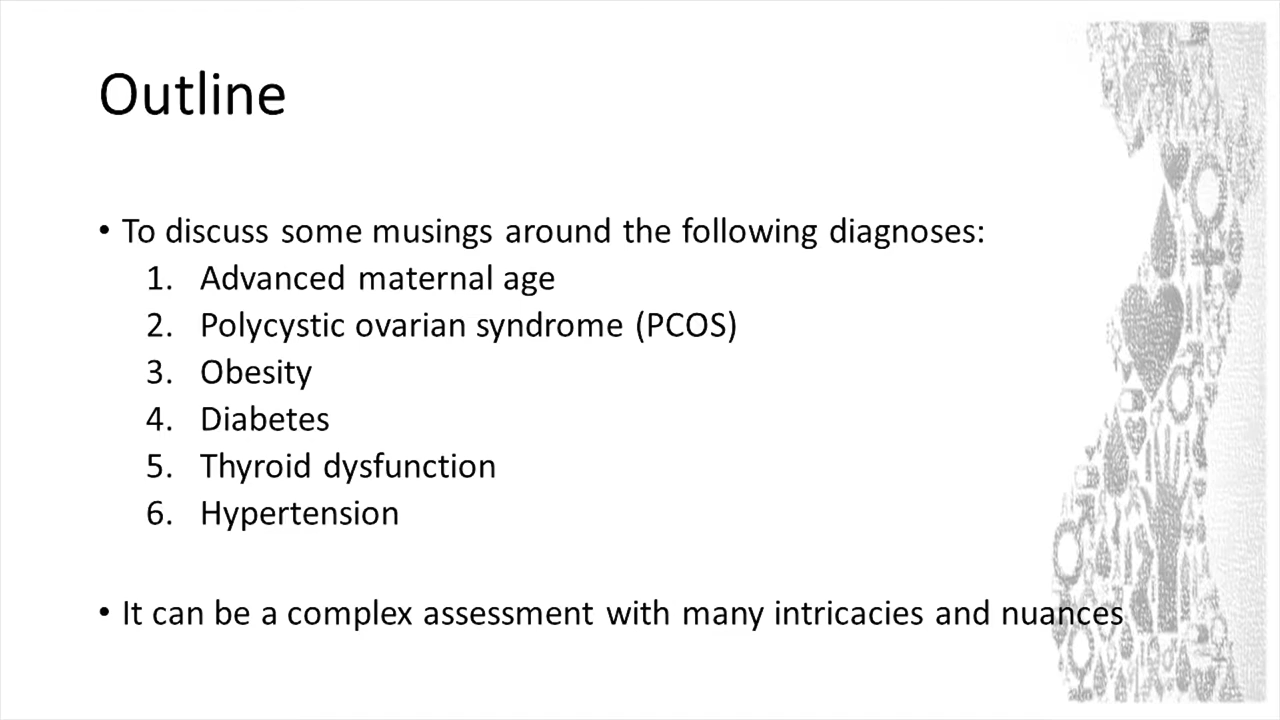 Outline
• To discuss some musings around the following diagnoses:
1. Advanced maternal age
2. Polycystic ovarian syndrome (PCOS)
3. Obesity
4. Diabetes
5. Thyroid dysfunction
6. Hypertension
• It can be a complex assessment with many intricacies and nuances